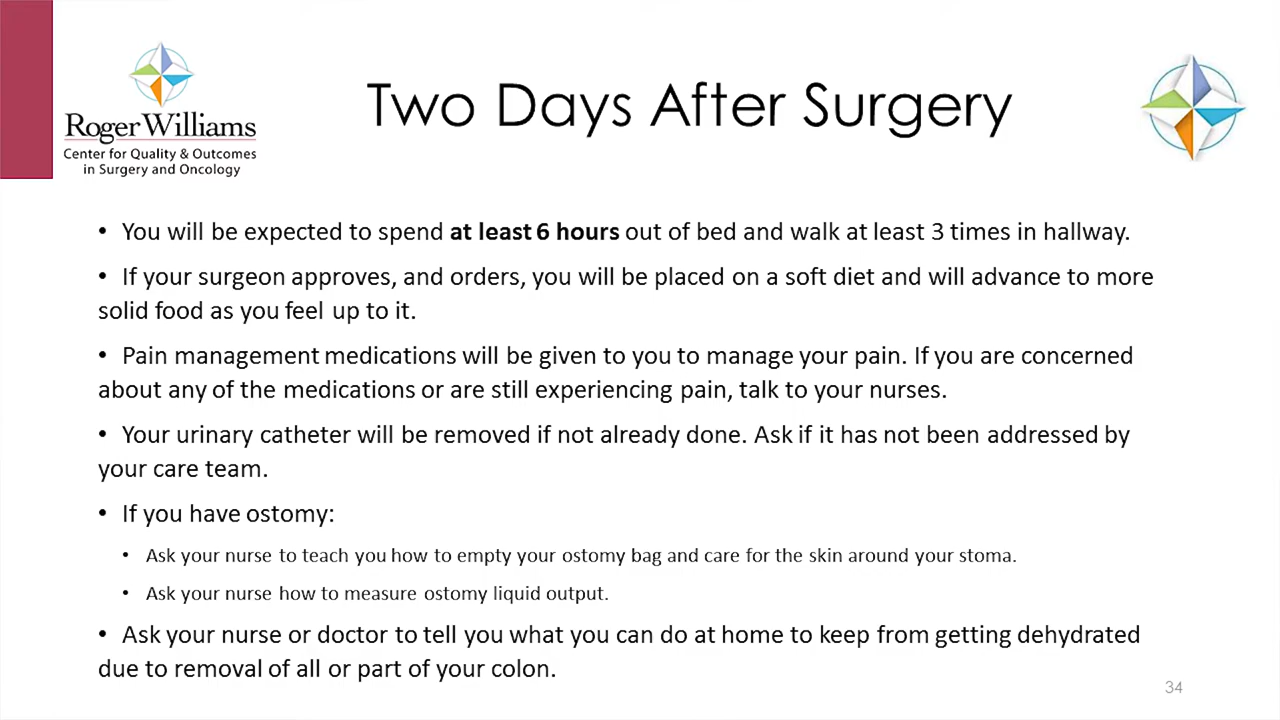 Roger Williams
Center for Quality & Outcomes
in Surgery and Oncology
Two Days After Surgery
• You will be expected to spend at least 6 hours out of bed and walk at least 3 times in hallway.
• If your surgeon approves, and orders, you will be placed on a soft diet and will advance to more
solid food as you feel up to it.
• Pain management medications will be given to you to manage your pain. If you are concerned
about any of the medications or are still experiencing pain, talk to your nurses.
• Your urinary catheter will be removed if not already done. Ask if it has not been addressed by
your care team.
• If you have ostomy:
• Ask your nurse to teach you how to empty your ostomy bag and care for the skin around your stoma.
• Ask your nurse how to measure ostomy liquid output.
• Ask your nurse or doctor to tell you what you can do at home to keep from getting dehydrated
due to removal of all or part of your colon.
34